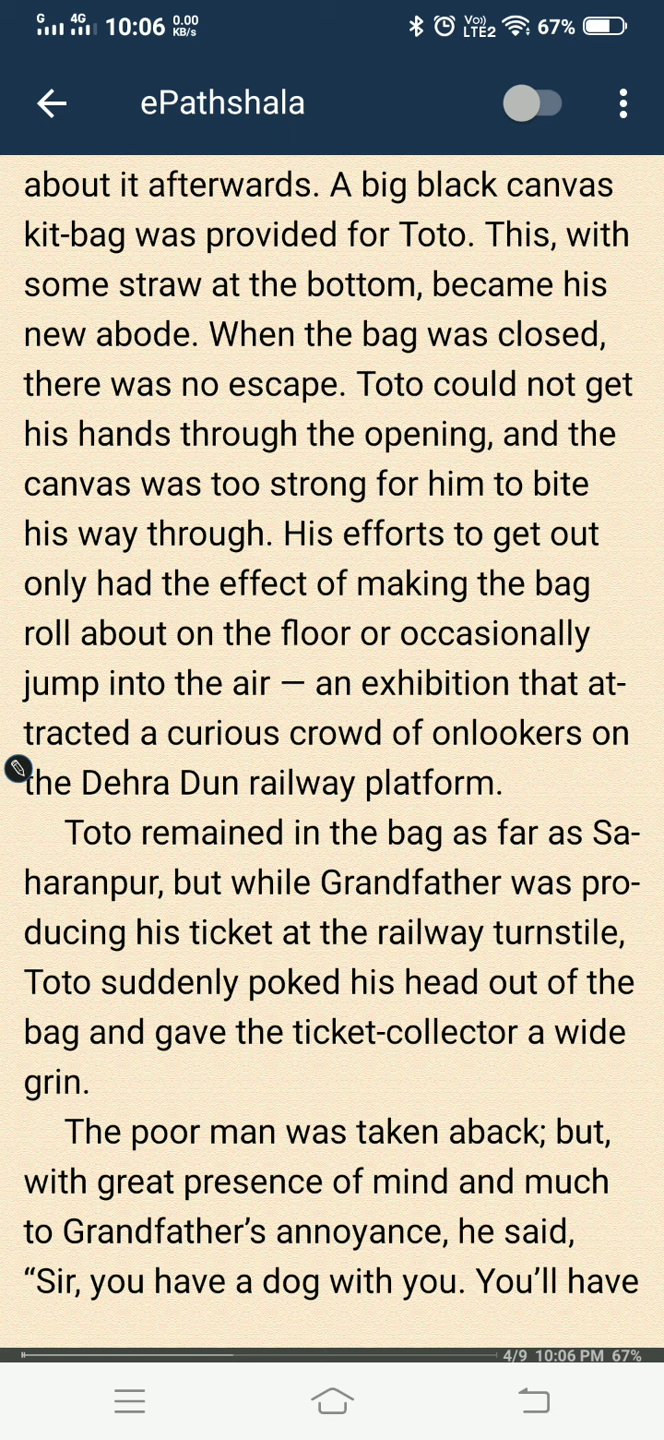 G 4G 10:06 0.00 KB/s Vo)) LTE2 67%
ePathshala
about it afterwards. A big black canvas
kit-bag was provided for Toto. This, with
some straw at the bottom, became his
new abode. When the bag was closed,
there was no escape. Toto could not get
his hands through the opening, and the
canvas was too strong for him to bite
his way through. His efforts to get out
only had the effect of making the bag
roll about on the floor or occasionally
jump into the air — an exhibition that at-
tracted a curious crowd of onlookers on
the Dehra Dun railway platform.
Toto remained in the bag as far as Sa-
haranpur, but while Grandfather was pro-
ducing his ticket at the railway turnstile,
Toto suddenly poked his head out of the
bag and gave the ticket-collector a wide
grin.
The poor man was taken aback; but,
with great presence of mind and much
to Grandfather’s annoyance, he said,
“Sir, you have a dog with you. You’ll have
4/9 10:06 PM 67%